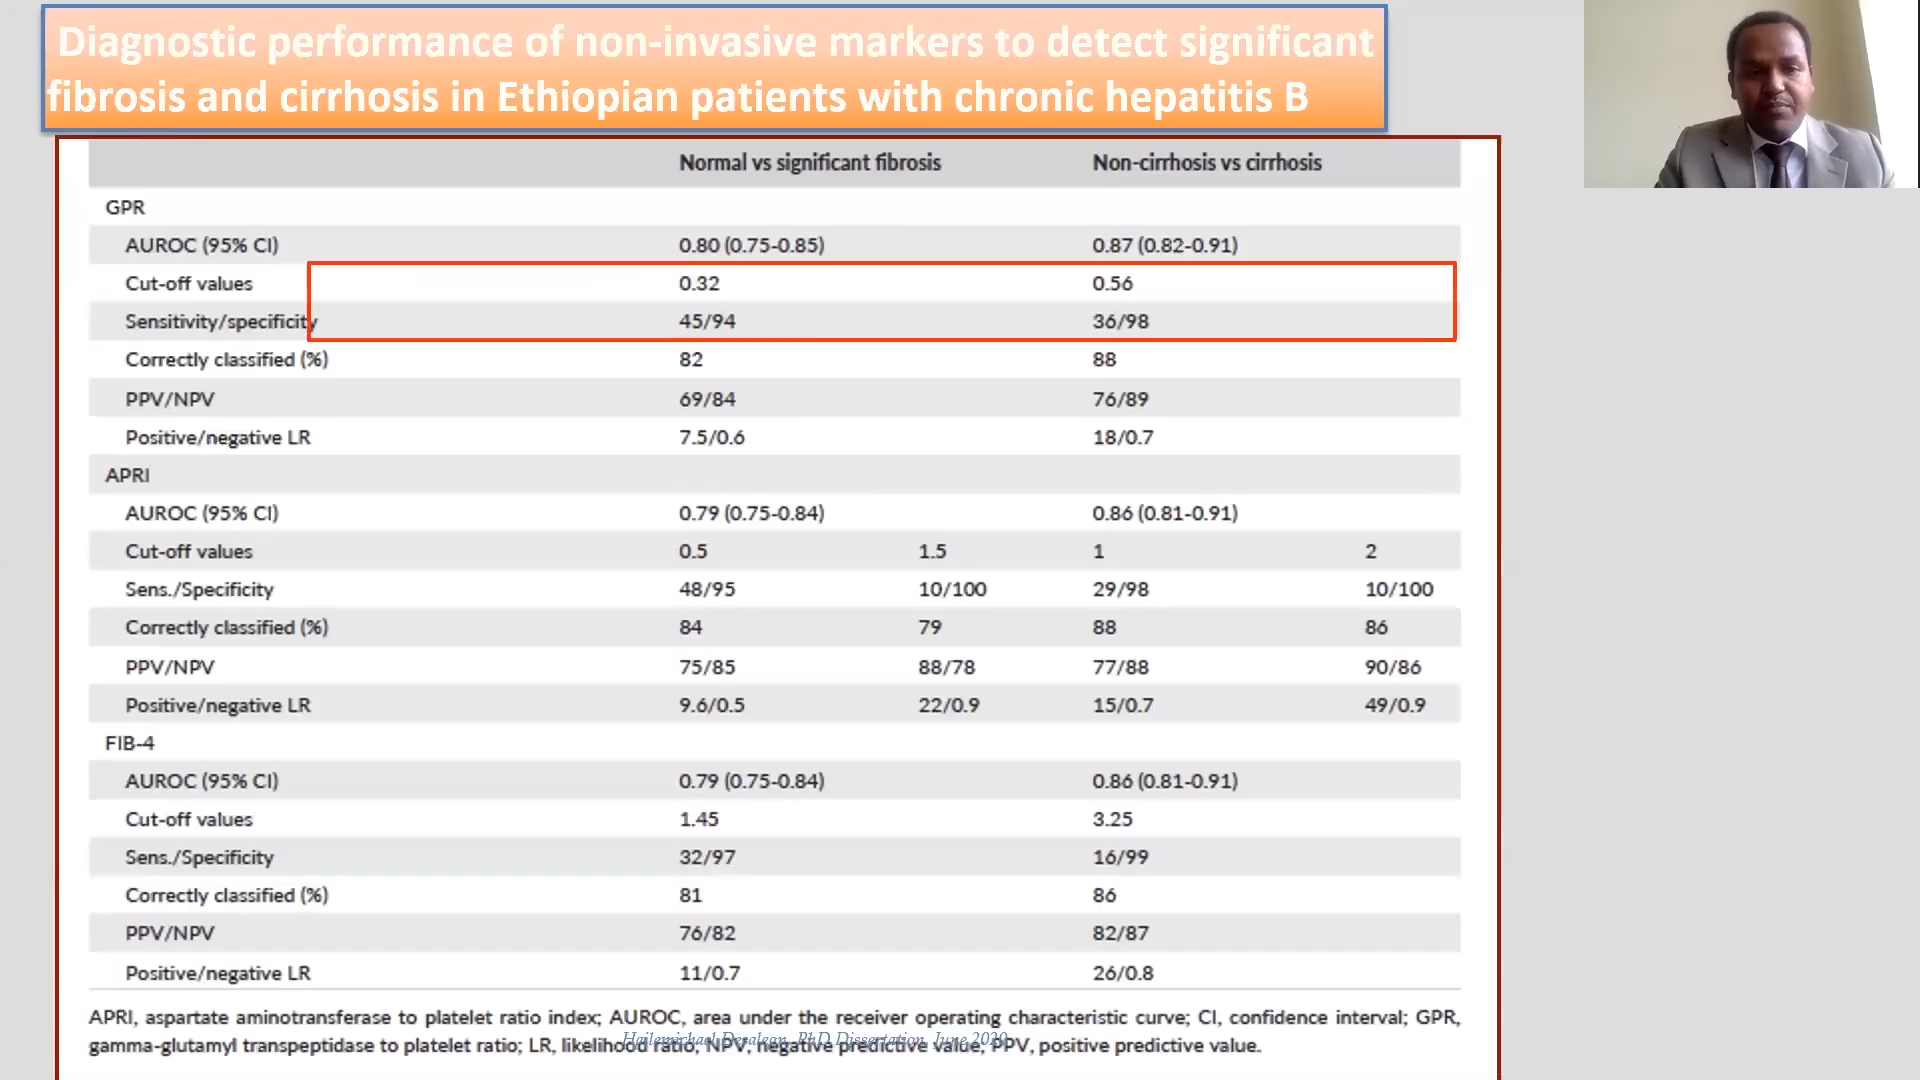 Diagnostic performance of non-invasive markers to detect significant
fibrosis and cirrhosis in Ethiopian patients with chronic hepatitis B
Normal vs significant fibrosis Non-cirrhosis vs cirrhosis
GPR
AUROC (95% CI) 0.80 (0.75-0.85) 0.87 (0.82-0.91)
Cut-off values 0.32 0.56
Sensitivity/specificity 45/94 36/98
Correctly classified (%) 82 88
PPV/NPV 69/84 76/89
Positive/negative LR 7.5/0.6 18/0.7
APRI
AUROC (95% CI) 0.79 (0.75-0.84) 0.86 (0.81-0.91)
Cut-off values 0.5 1.5 1 2
Sens./Specificity 48/95 10/100 29/98 10/100
Correctly classified (%) 84 79 88 86
PPV/NPV 75/85 88/78 77/88 90/86
Positive/negative LR 9.6/0.5 22/0.9 15/0.7 49/0.9
FIB-4
AUROC (95% CI) 0.79 (0.75-0.84) 0.86 (0.81-0.91)
Cut-off values 1.45 3.25
Sens./Specificity 32/97 16/99
Correctly classified (%) 81 86
PPV/NPV 76/82 82/87
Positive/negative LR 11/0.7 26/0.8
APRI, aspartate aminotransferase to platelet ratio index; AUROC, area under the receiver operating characteristic curve; CI, confidence interval; GPR,
Hailemichael Desalegn, PhD Dissertation, June 2020
gamma-glutamyl transpeptidase to platelet ratio; LR, likelihood ratio; NPV, negative predictive value; PPV, positive predictive value.